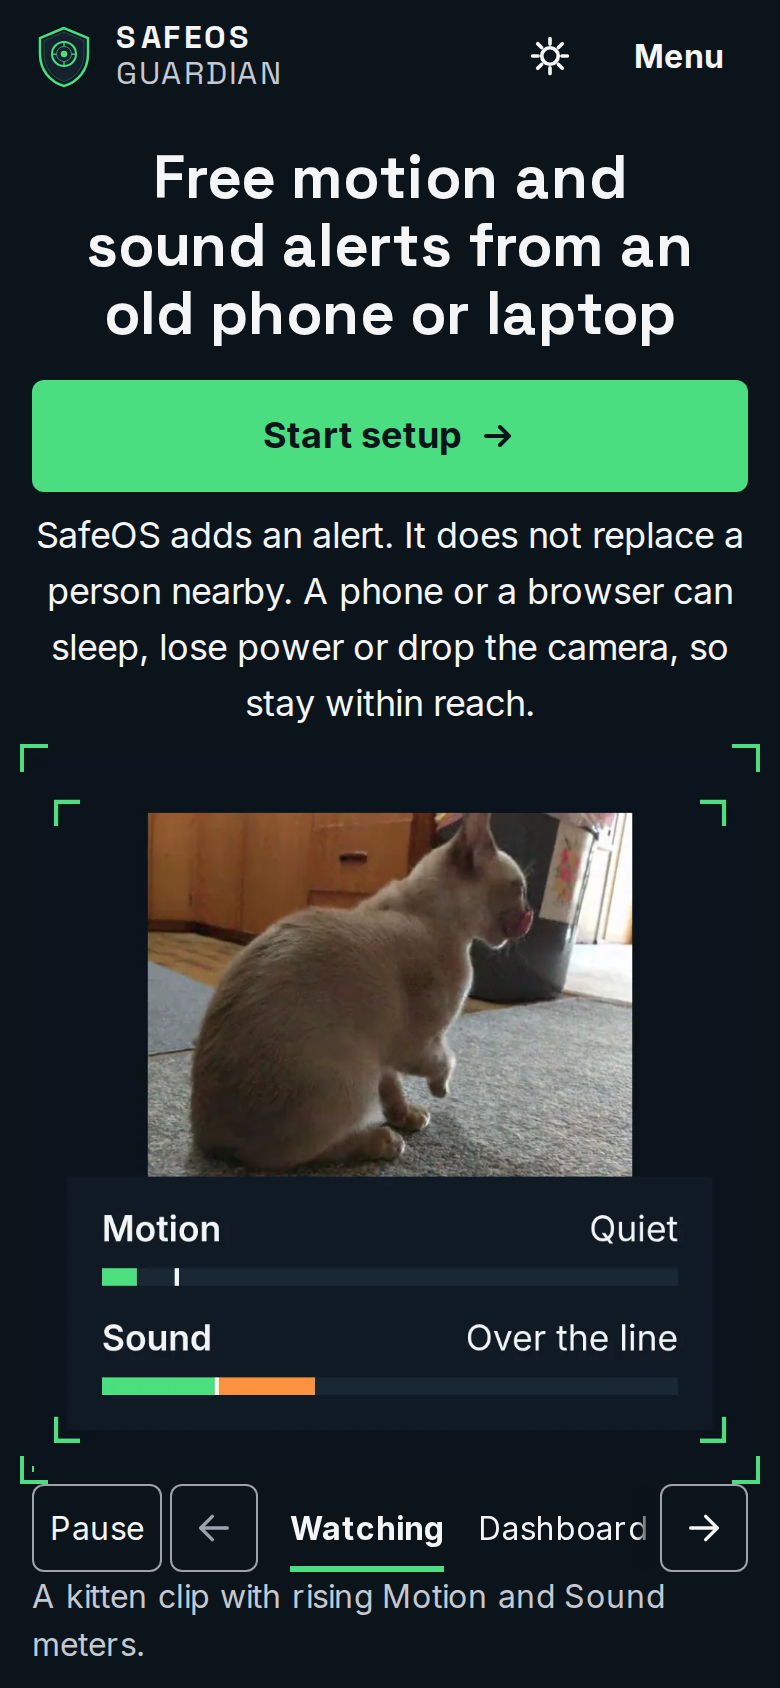 SAFEOS
GUARDIAN
Menu
Free motion and
sound alerts from an
old phone or laptop
Start setup →
SafeOS adds an alert. It does not replace a
person nearby. A phone or a browser can
sleep, lose power or drop the camera, so
stay within reach.
Motion Quiet
Sound Over the line
Pause ← Watching Dashboard →
A kitten clip with rising Motion and Sound
meters.